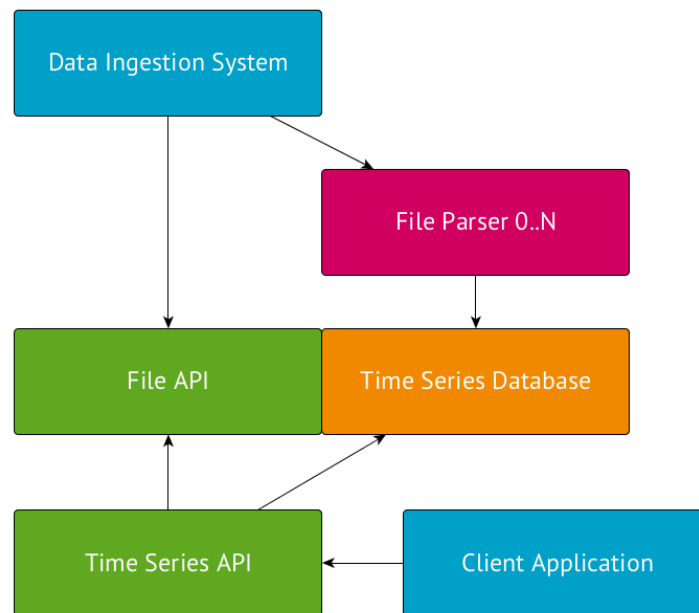 Data Ingestion System
File Parser 0..N
File API
Time Series Database
Time Series API
Client Application